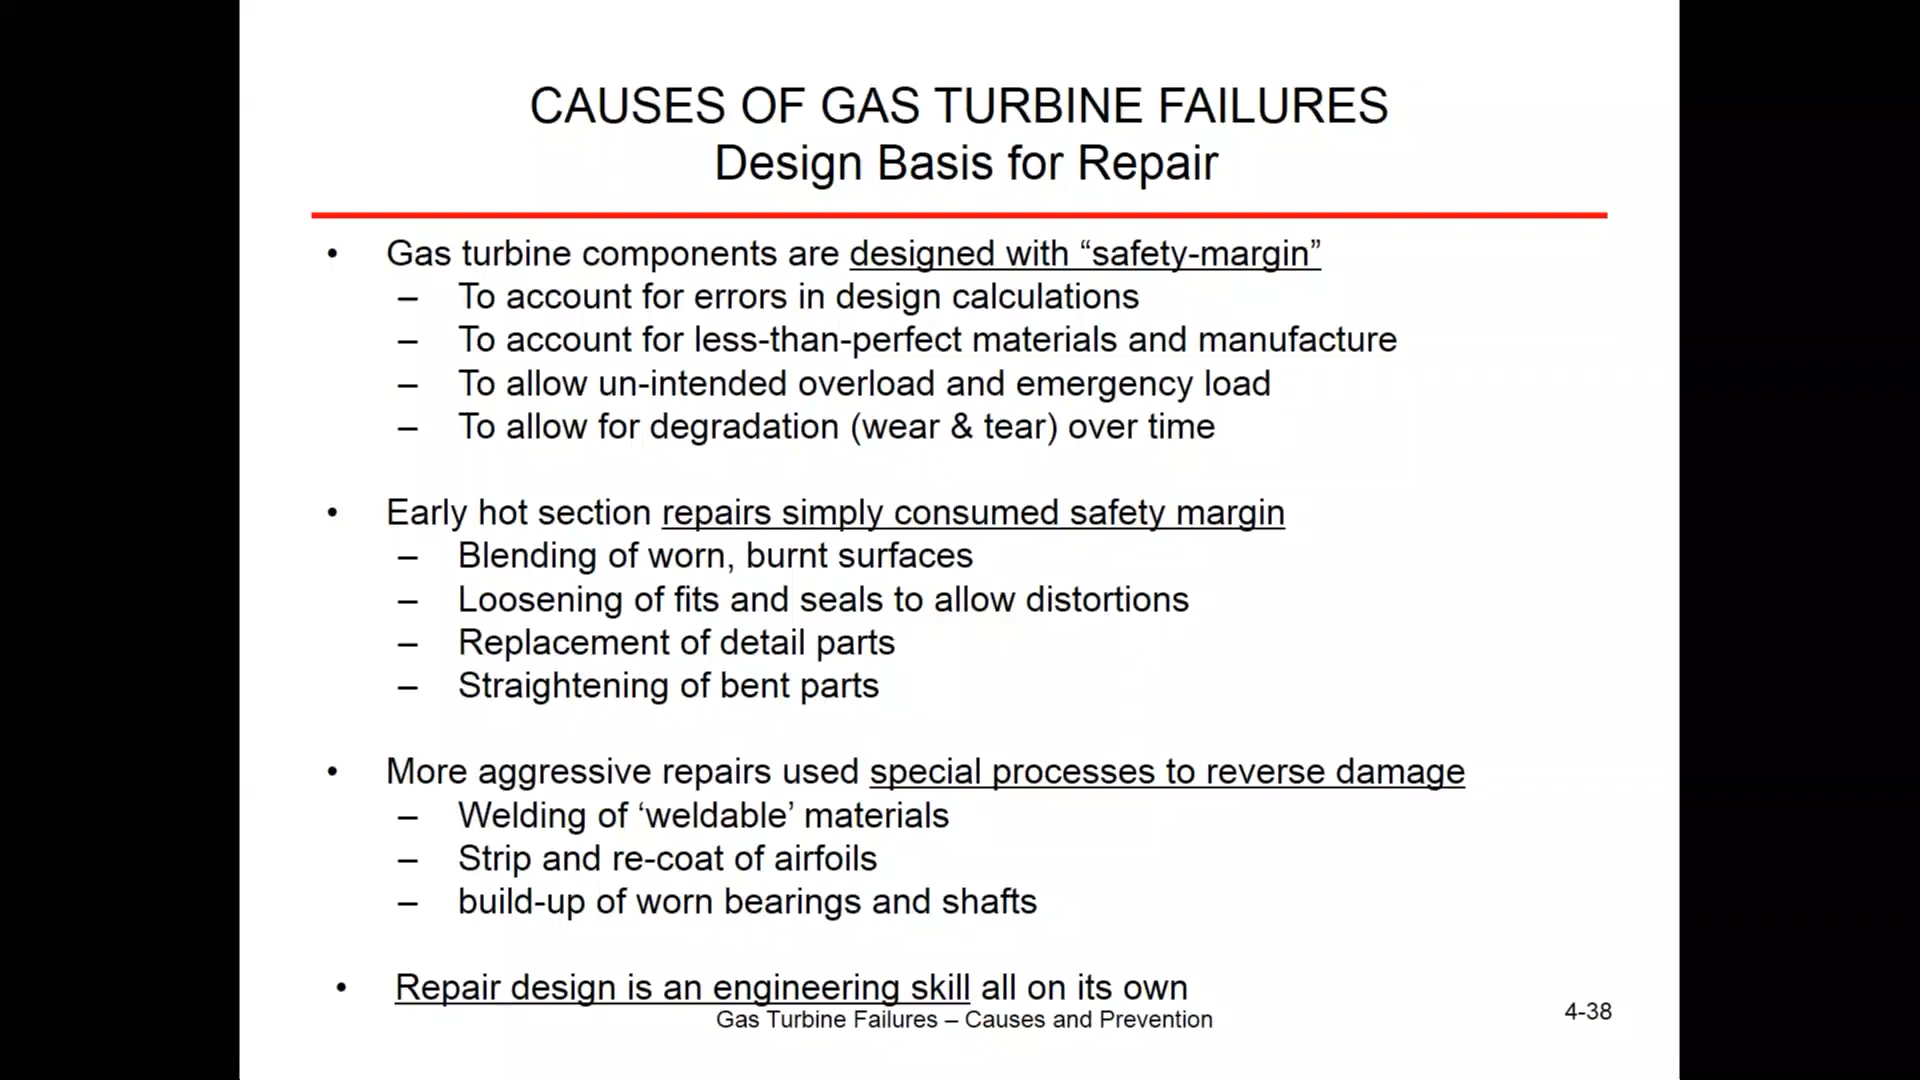 CAUSES OF GAS TURBINE FAILURES
Design Basis for Repair
• Gas turbine components are designed with “safety-margin”
– To account for errors in design calculations
– To account for less-than-perfect materials and manufacture
– To allow un-intended overload and emergency load
– To allow for degradation (wear & tear) over time
• Early hot section repairs simply consumed safety margin
– Blending of worn, burnt surfaces
– Loosening of fits and seals to allow distortions
– Replacement of detail parts
– Straightening of bent parts
• More aggressive repairs used special processes to reverse damage
– Welding of ‘weldable’ materials
– Strip and re-coat of airfoils
– build-up of worn bearings and shafts
• Repair design is an engineering skill all on its own
Gas Turbine Failures – Causes and Prevention
4-38